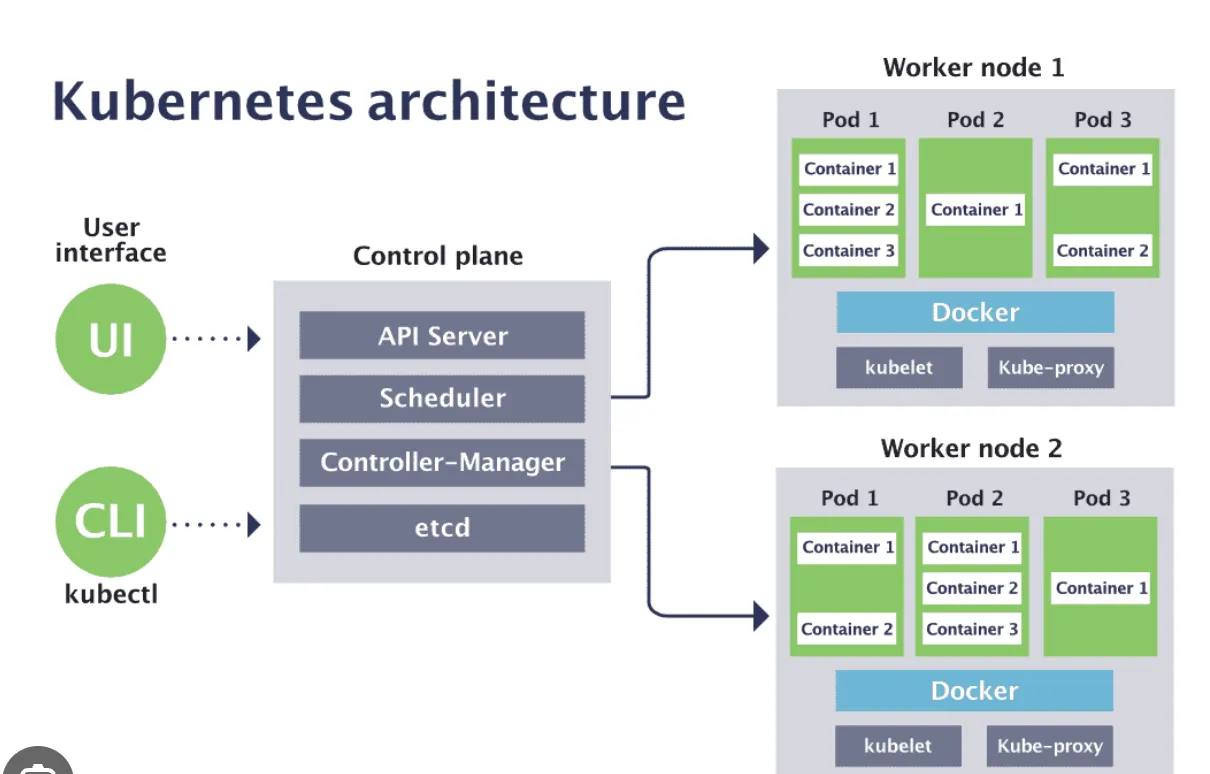 Kubernetes architecture
User
interface
UI
CLI
kubectl
Control plane
API Server
Scheduler
Controller-Manager
etcd
Worker node 1
Pod 1
Container 1
Container 2
Container 3
Pod 2
Container 1
Pod 3
Container 1
Container 2
Docker
kubelet
Kube-proxy
Worker node 2
Pod 1
Container 1
Container 2
Pod 2
Container 1
Container 2
Container 3
Pod 3
Container 1
Docker
kubelet
Kube-proxy